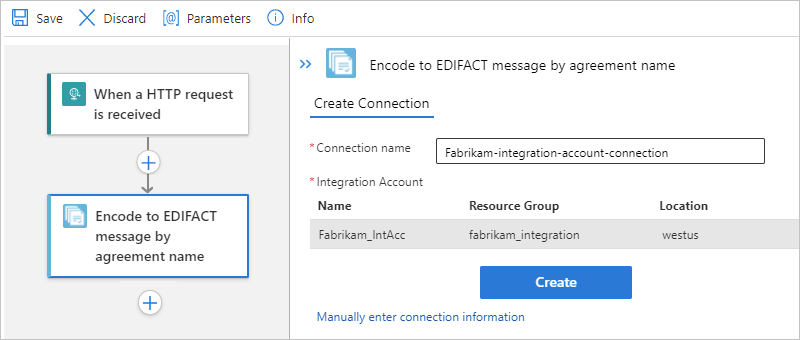 Save Discard [@] Parameters Info
When a HTTP request
is received
Encode to EDIFACT
message by
agreement name
Encode to EDIFACT message by agreement name
Create Connection
* Connection name Fabrikam-integration-account-connection
* Integration Account
Name Resource Group Location
Fabrikam_IntAcc fabrikam_integration westus
Create
Manually enter connection information